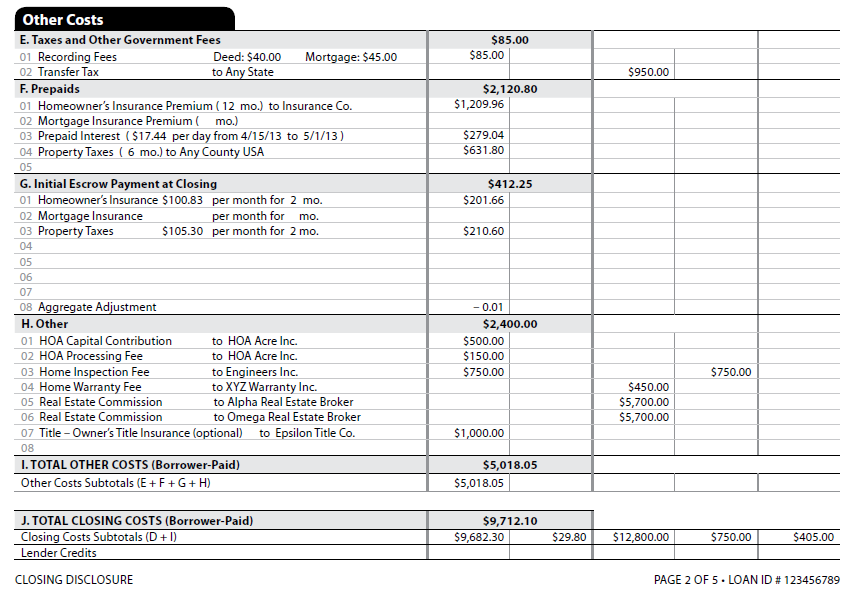 Other Costs
E. Taxes and Other Government Fees $85.00
01 Recording Fees Deed: $40.00 Mortgage: $45.00 $85.00
02 Transfer Tax to Any State $950.00
F. Prepaids $2,120.80
01 Homeowner's Insurance Premium ( 12 mo.) to Insurance Co. $1,209.96
02 Mortgage Insurance Premium ( mo.)
03 Prepaid Interest ( $17.44 per day from 4/15/13 to 5/1/13 ) $279.04
04 Property Taxes ( 6 mo.) to Any County USA $631.80
05
G. Initial Escrow Payment at Closing $412.25
01 Homeowner's Insurance $100.83 per month for 2 mo. $201.66
02 Mortgage Insurance per month for mo.
03 Property Taxes $105.30 per month for 2 mo. $210.60
04
05
06
07
08 Aggregate Adjustment – 0.01
H. Other $2,400.00
01 HOA Capital Contribution to HOA Acre Inc. $500.00
02 HOA Processing Fee to HOA Acre Inc. $150.00
03 Home Inspection Fee to Engineers Inc. $750.00 $750.00
04 Home Warranty Fee to XYZ Warranty Inc. $450.00
05 Real Estate Commission to Alpha Real Estate Broker $5,700.00
06 Real Estate Commission to Omega Real Estate Broker $5,700.00
07 Title – Owner's Title Insurance (optional) to Epsilon Title Co. $1,000.00
08
I. TOTAL OTHER COSTS (Borrower-Paid) $5,018.05
Other Costs Subtotals (E + F + G + H) $5,018.05
J. TOTAL CLOSING COSTS (Borrower-Paid) $9,712.10
Closing Costs Subtotals (D + I) $9,682.30 $29.80 $12,800.00 $750.00 $405.00
Lender Credits
CLOSING DISCLOSURE PAGE 2 OF 5 • LOAN ID # 123456789